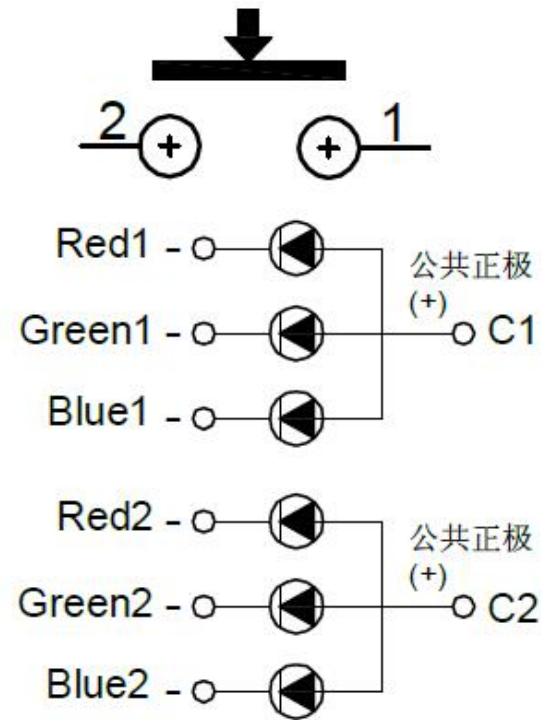 2 1
Red1 -
公共正极
(+)
Green1 - C1
Blue1 -
Red2 -
公共正极
(+)
Green2 - C2
Blue2 -